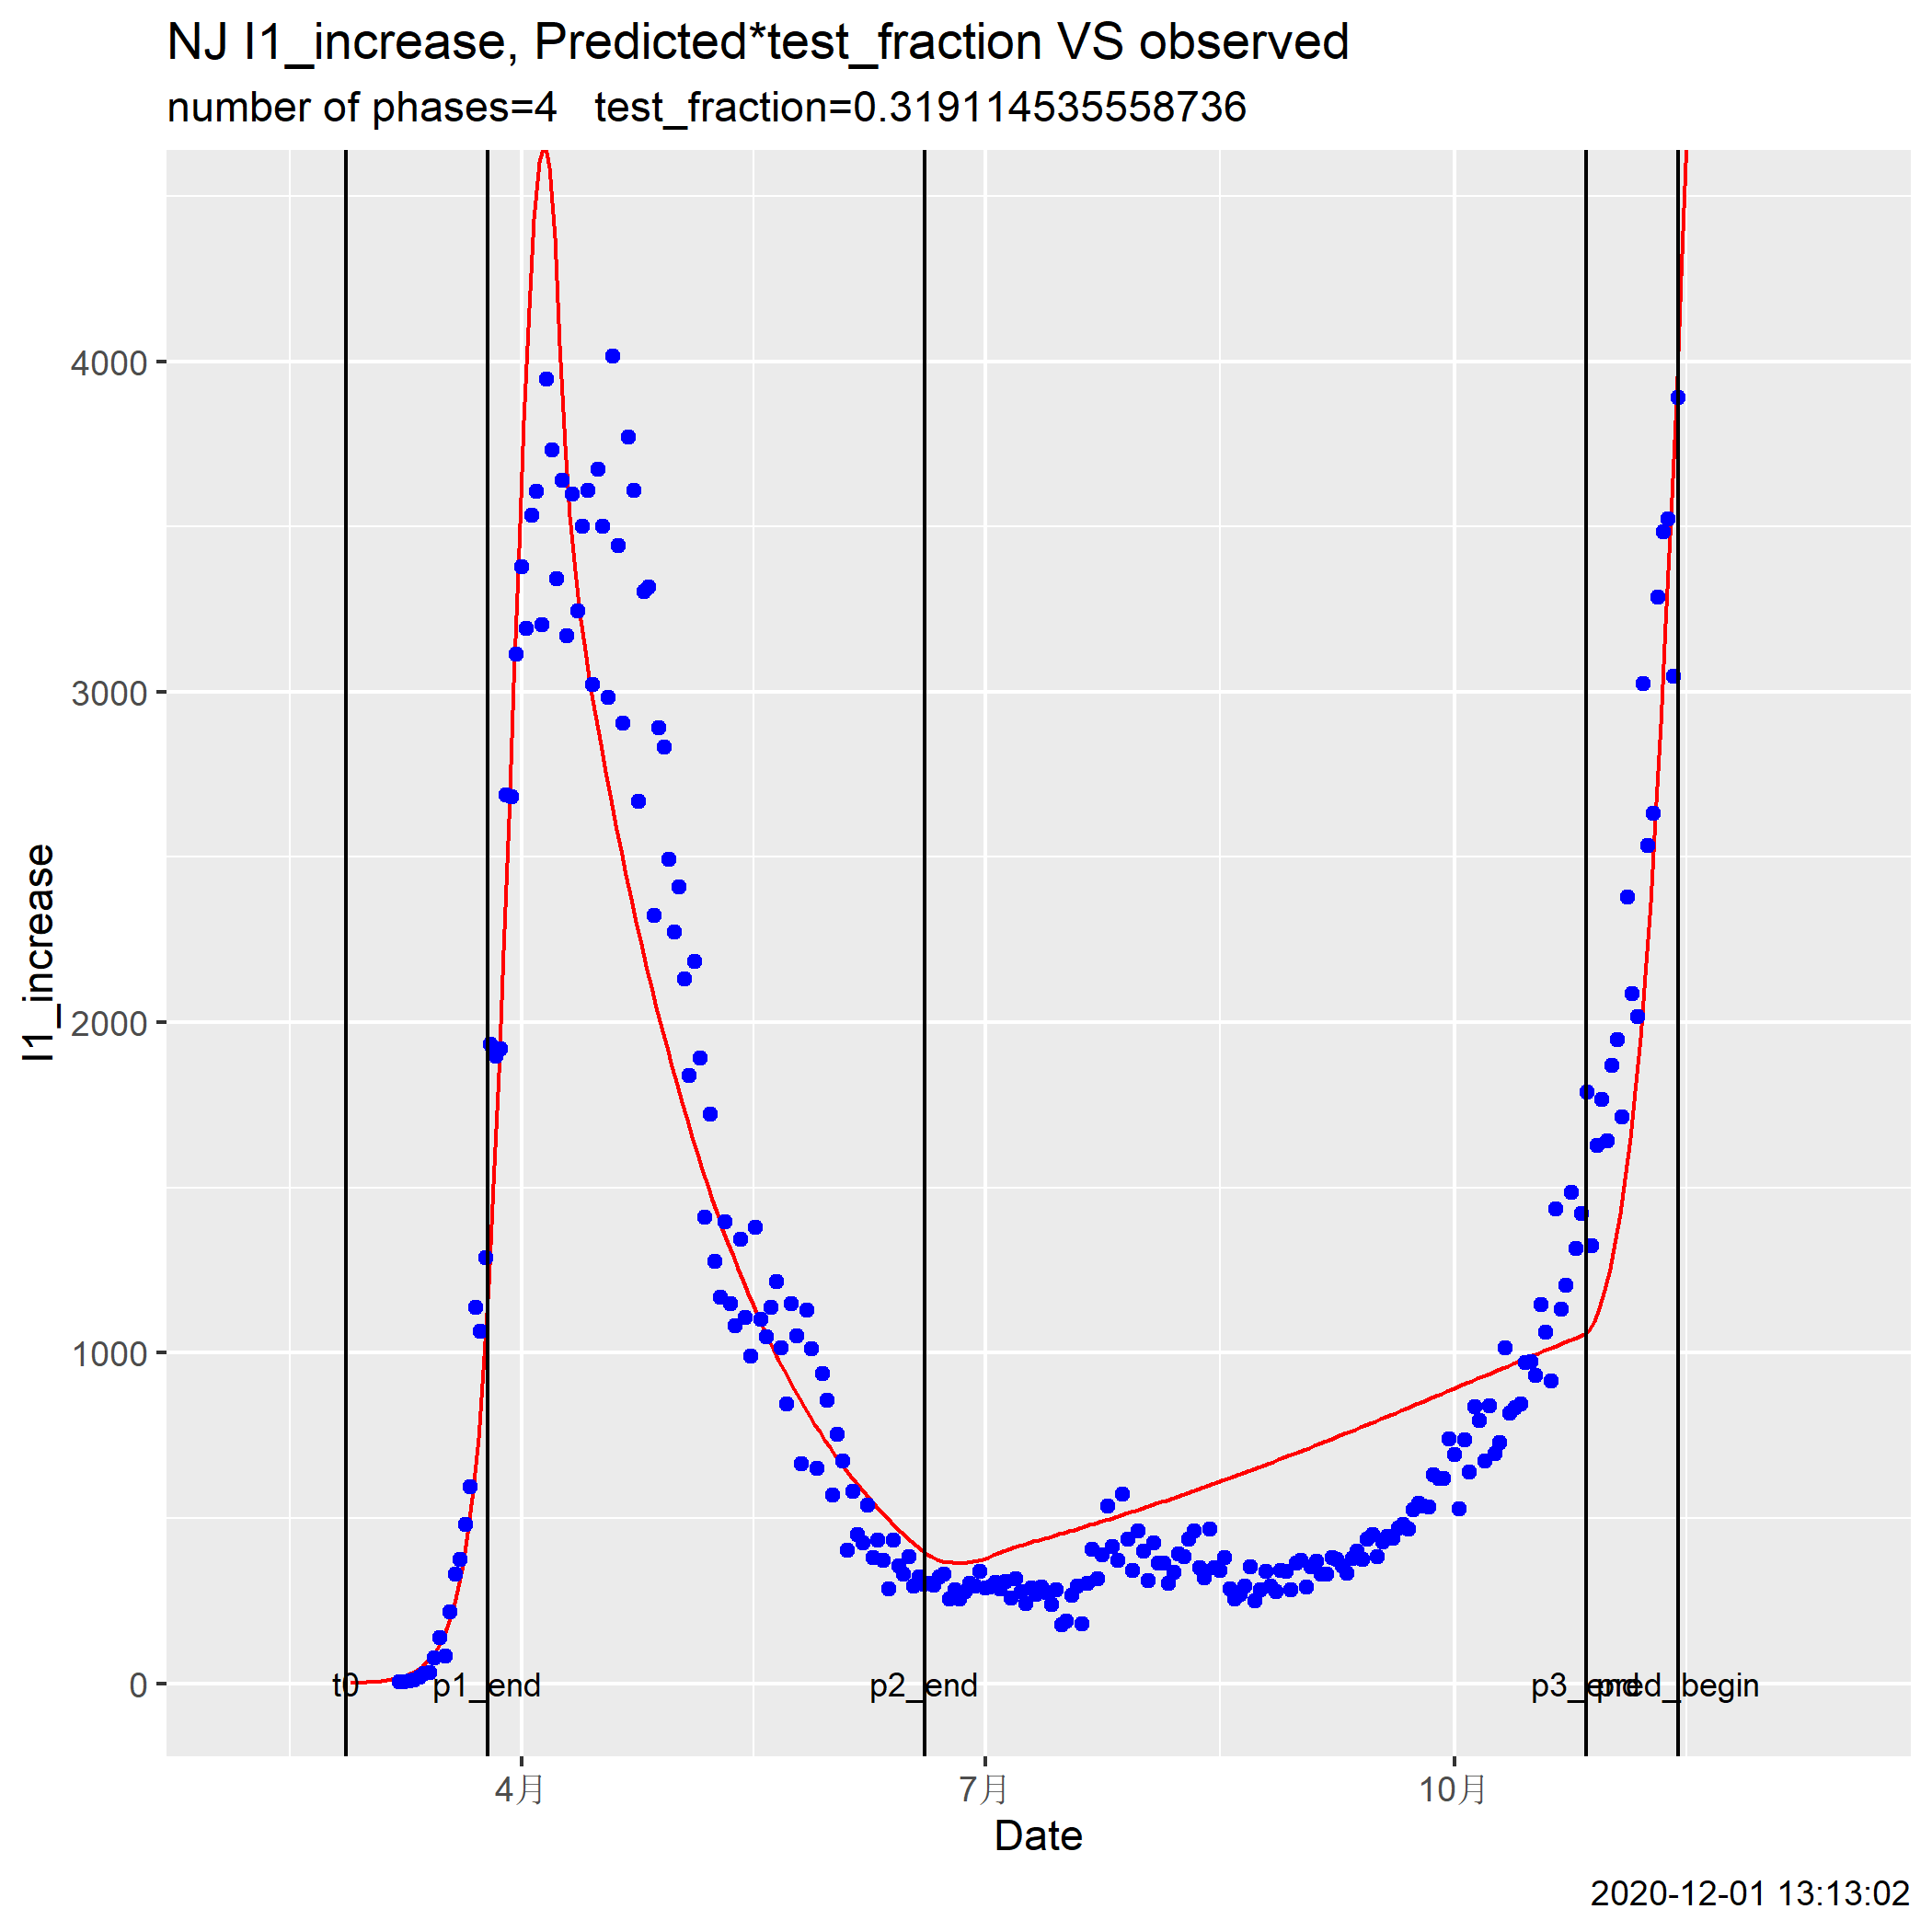 NJ I1_increase, Predicted*test_fraction VS observed
number of phases=4   test_fraction=0.319114535558736
I1_increase
4000
3000
2000
1000
0
t0
p1_end
p2_end
p3_end
pred_begin
4月
7月
10月
Date
2020-12-01 13:13:02